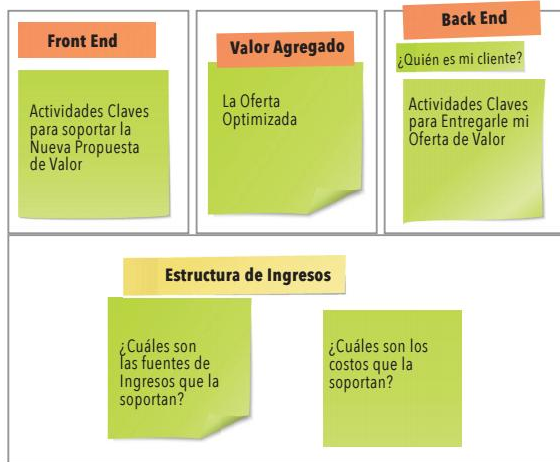 Front End
Actividades Claves
para soportar la
Nueva Propuesta
de Valor
Valor Agregado
La Oferta
Optimizada
Back End
¿Quién es mi cliente?
Actividades Claves
para Entregarle mi
Oferta de Valor
Estructura de Ingresos
¿Cuáles son
las fuentes de
Ingresos que la
soportan?
¿Cuáles son los
costos que la
soportan?